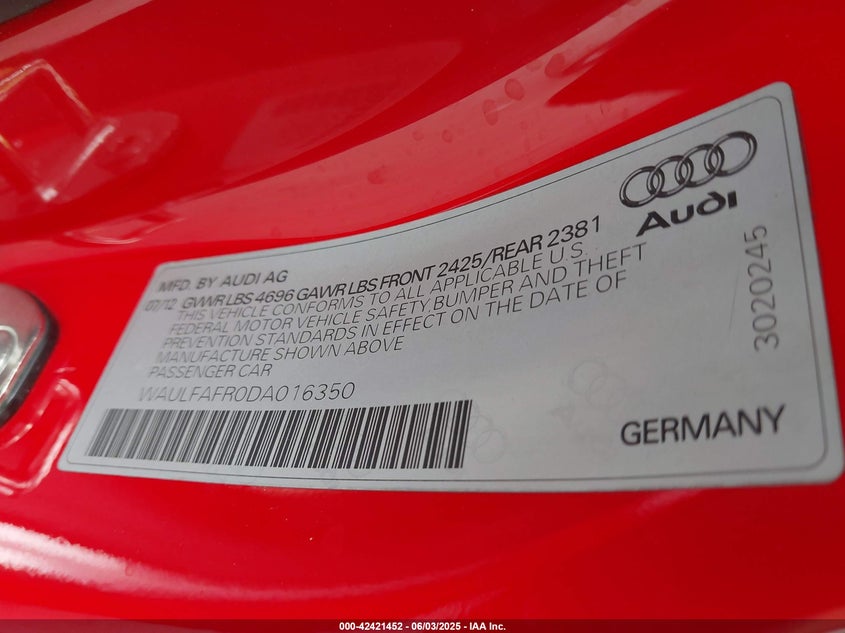 Audi
MFD. BY AUDI AG
07/12 GWR LBS 4696 GAWR LBS FRONT 2425/REAR 2381
THIS VEHICLE CONFORMS TO ALL APPLICABLE U.S.
FEDERAL MOTOR VEHICLE SAFETY, BUMPER AND THEFT
PREVENTION STANDARDS IN EFFECT ON THE DATE OF
MANUFACTURE SHOWN ABOVE
PASSENGER CAR
WAULFAFR0DA016350
3020245
GERMANY
000-42421452 - 06/03/2025 - IAA Inc.